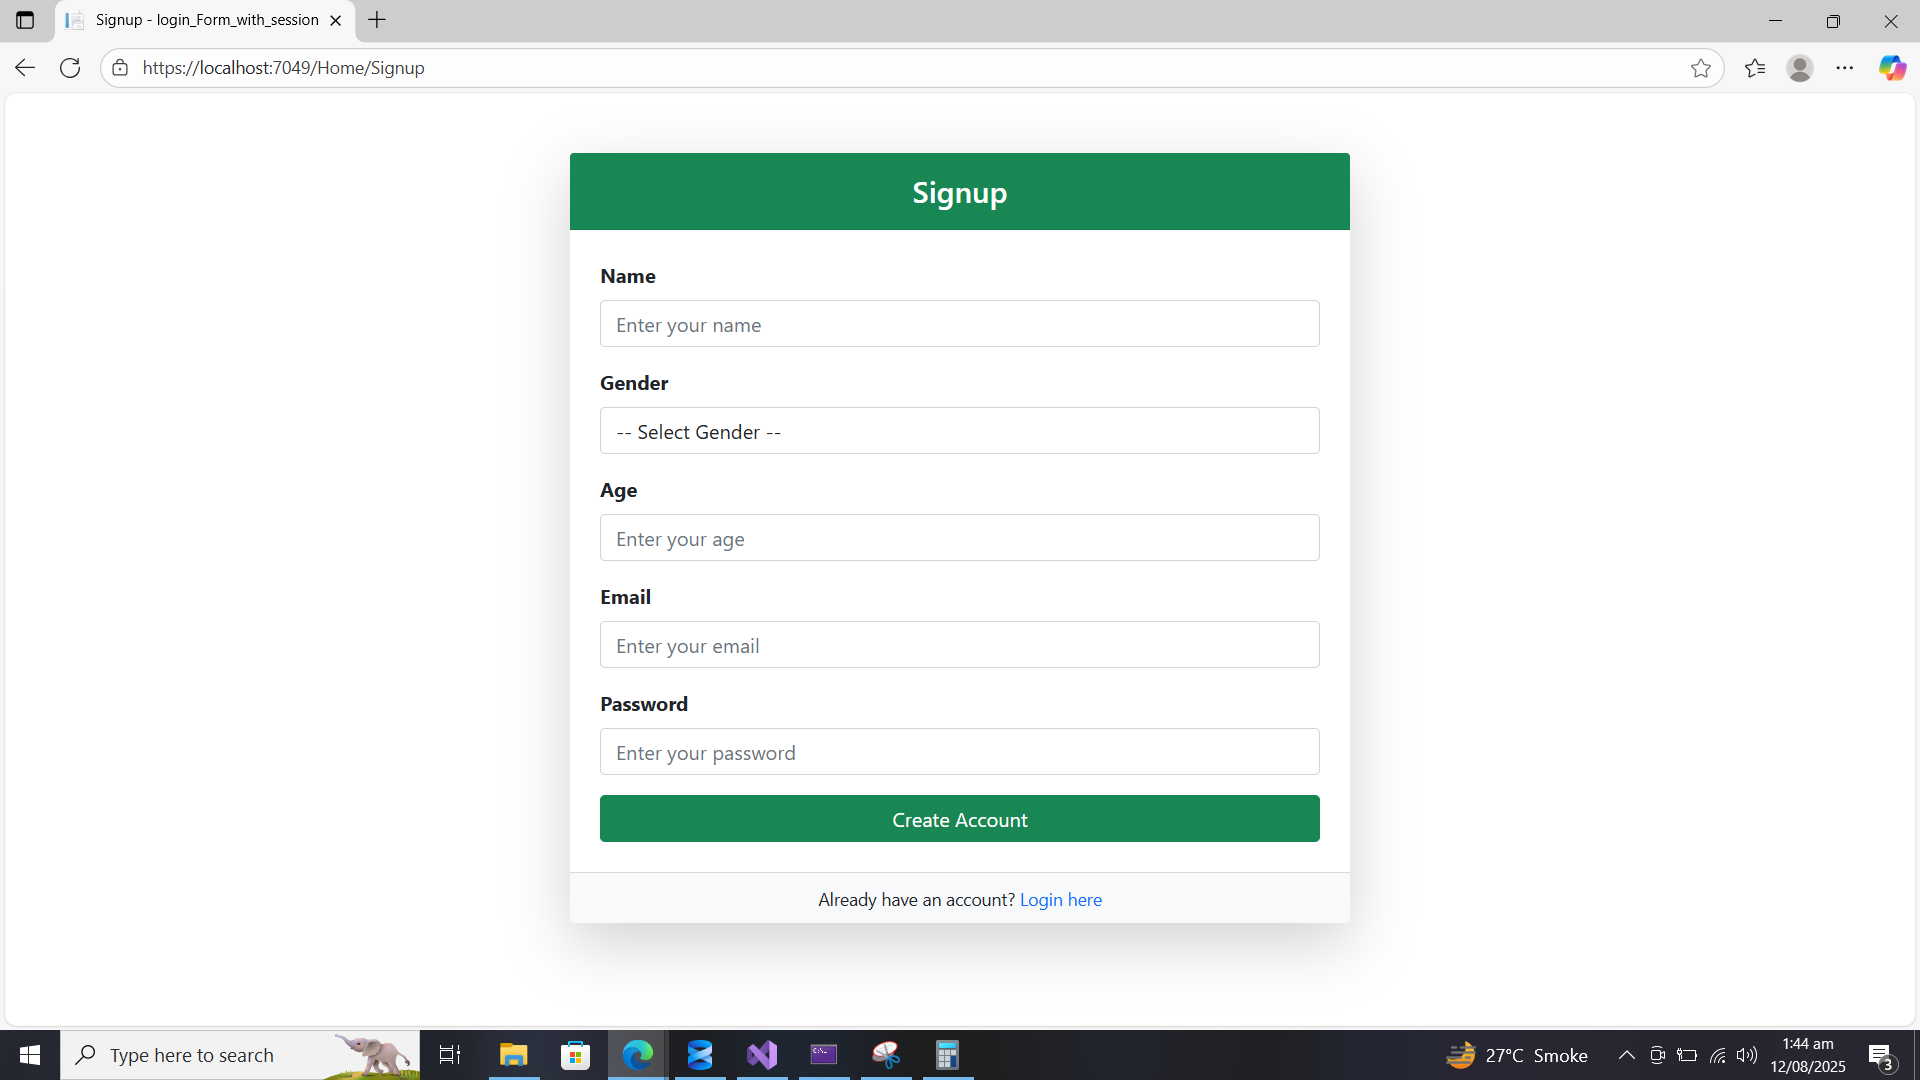 Signup - login_Form_with_session
https://localhost:7049/Home/Signup
Signup
Name
Enter your name
Gender
-- Select Gender --
Age
Enter your age
Email
Enter your email
Password
Enter your password
Create Account
Already have an account? Login here
Type here to search
27°C Smoke
1:44 am
12/08/2025
3